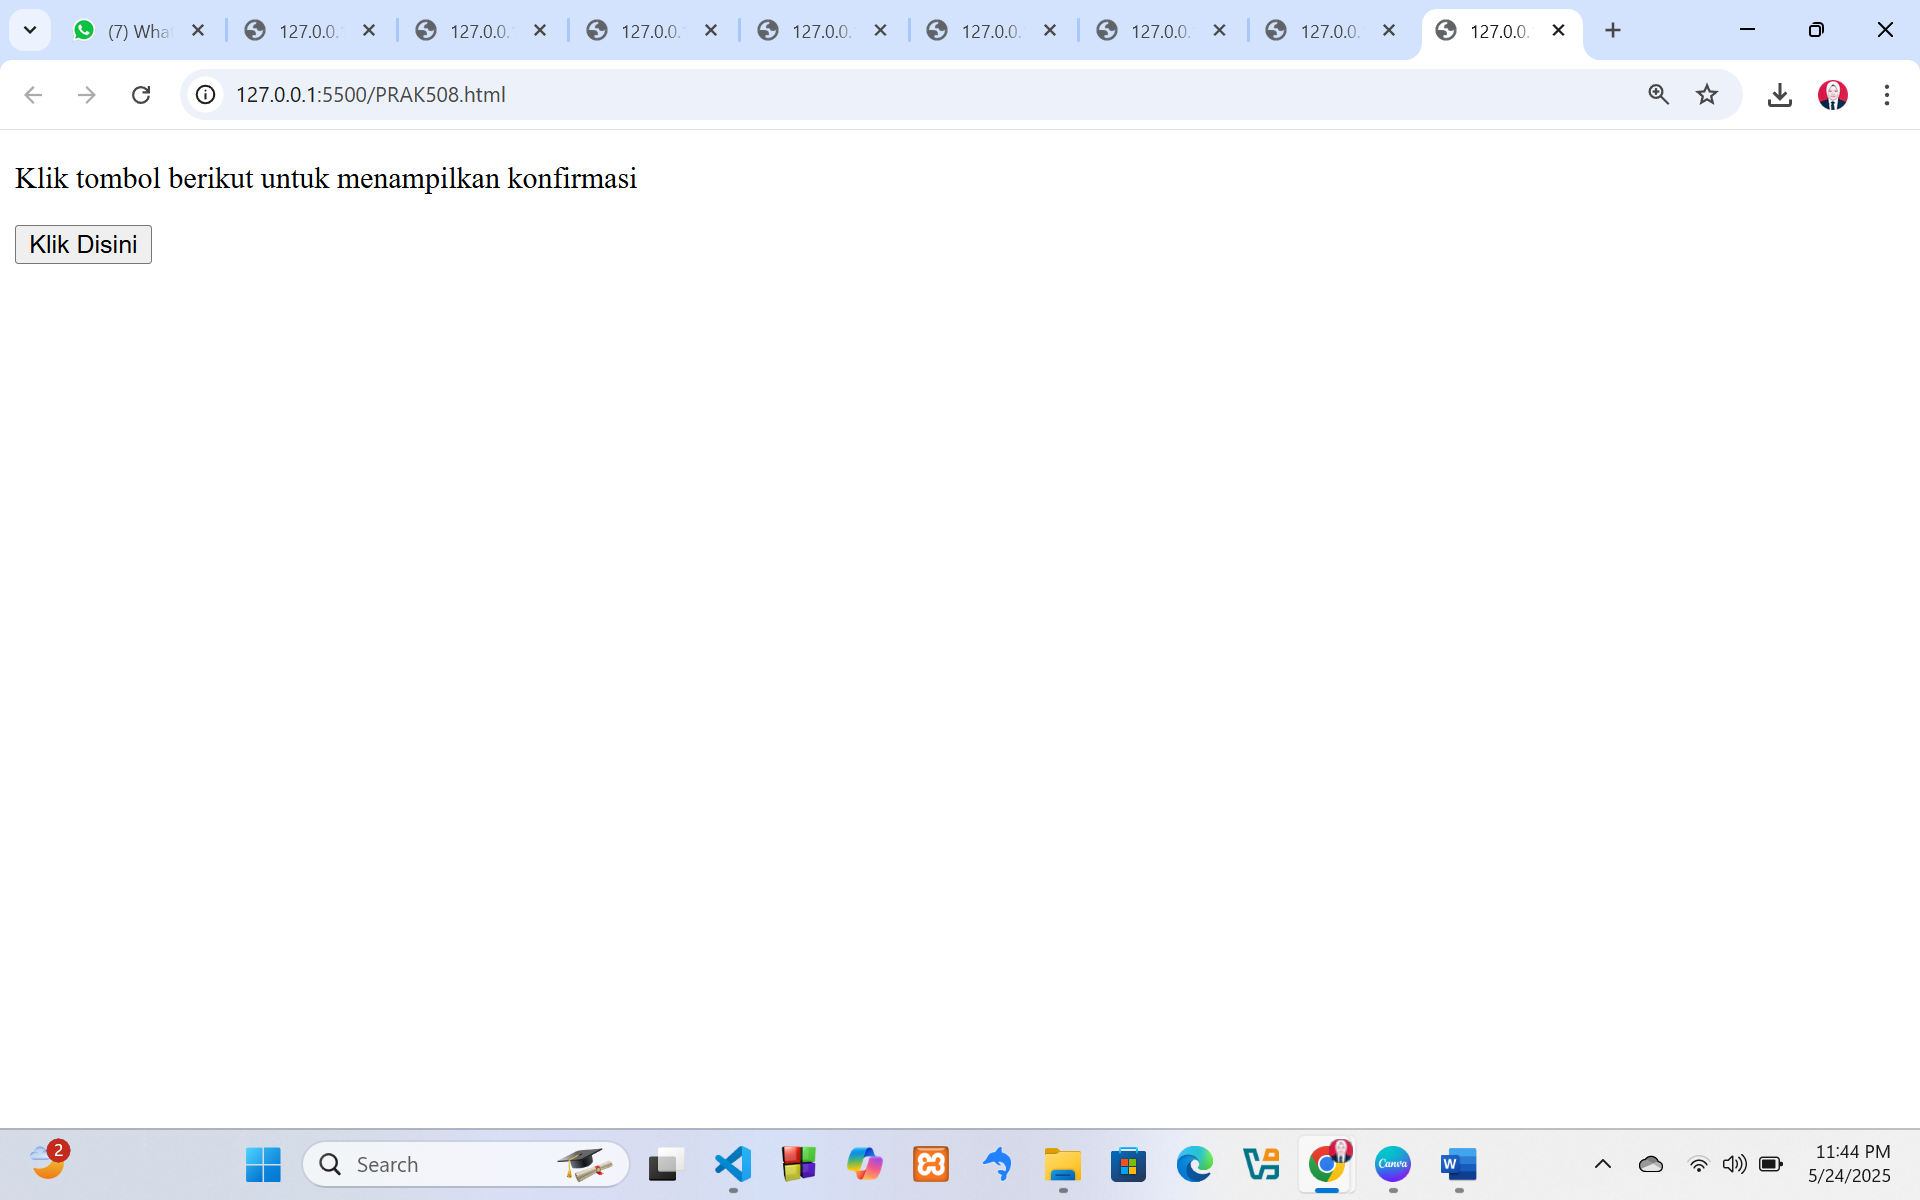 (7) Wha
127.0.0.
127.0.0.
127.0.0.
127.0.0.
127.0.0.
127.0.0.
127.0.0.
127.0.0.
127.0.0.1:5500/PRAK508.html
Klik tombol berikut untuk menampilkan konfirmasi
Klik Disini
2
Search
Canva
W
11:44 PM
5/24/2025